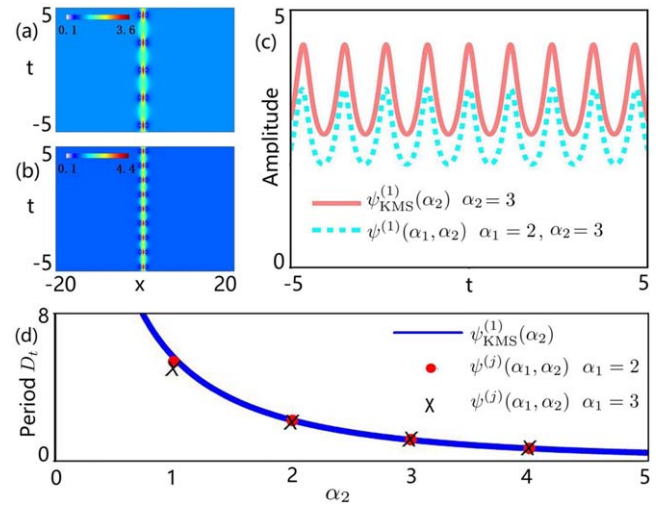 (a)
5
0.1
3.6
t
-5
(b)
5
0.1
4.4
t
-5
-20
x
20
(c)
5
Amplitude
ψ_KMS^(1)(α₂) α₂ = 3
ψ^(1)(α₁, α₂) α₁ = 2, α₂ = 3
0
-5
t
5
(d)
8
Period D_t
ψ_KMS^(1)(α₂)
ψ^(j)(α₁, α₂) α₁ = 2
ψ^(j)(α₁, α₂) α₁ = 3
0
0 1 2 3 4 5
α₂